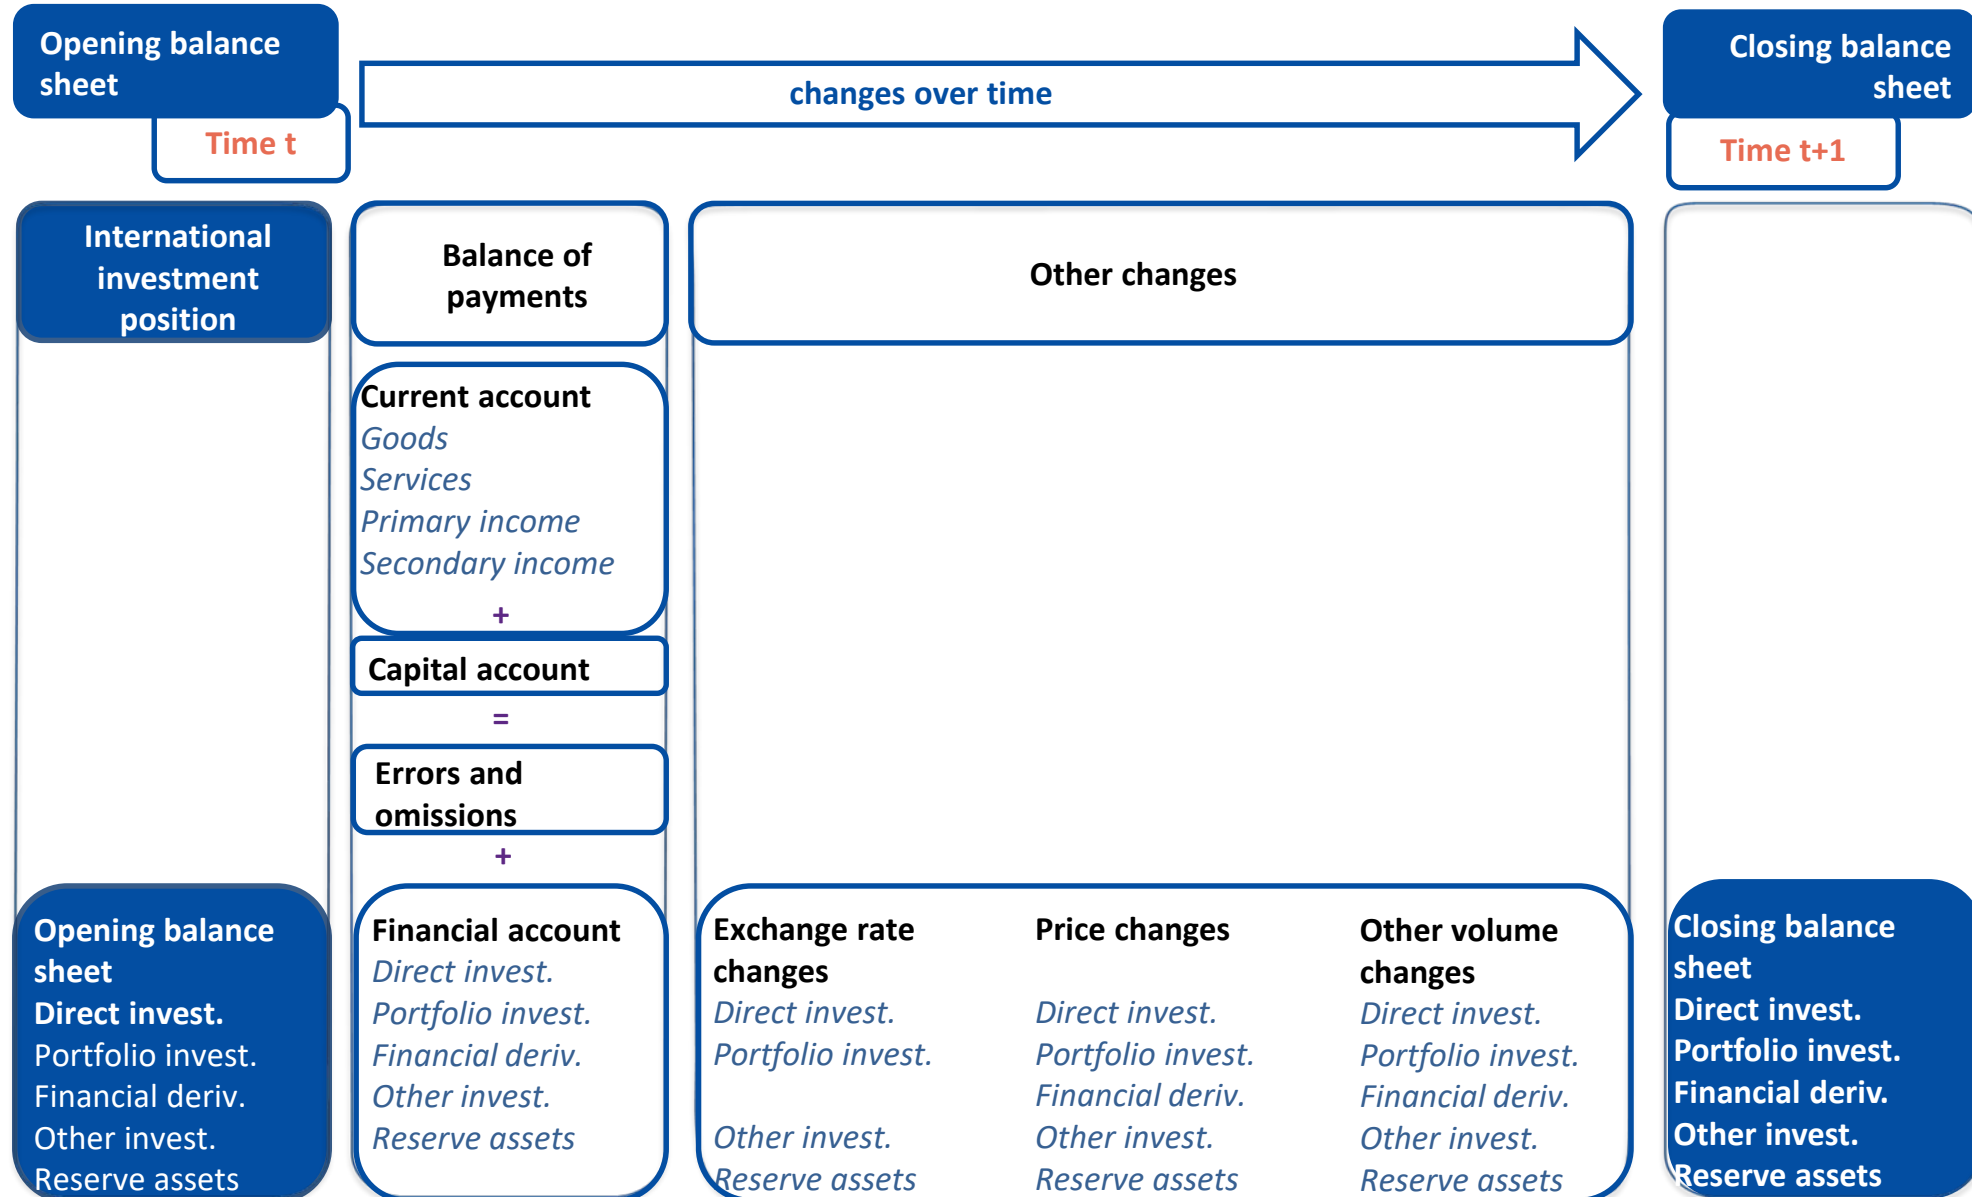 Opening balance
sheet
Time t
changes over time
Closing balance
sheet
Time t+1
International
investment
position
Balance of
payments
Other changes
Current account
Goods
Services
Primary income
Secondary income
+
Capital account
=
Errors and
omissions
+
Opening balance
sheet
Direct invest.
Portfolio invest.
Financial deriv.
Other invest.
Reserve assets
Financial account
Direct invest.
Portfolio invest.
Financial deriv.
Other invest.
Reserve assets
Exchange rate
changes
Direct invest.
Portfolio invest.
Other invest.
Reserve assets
Price changes
Direct invest.
Portfolio invest.
Financial deriv.
Other invest.
Reserve assets
Other volume
changes
Direct invest.
Portfolio invest.
Financial deriv.
Other invest.
Reserve assets
Closing balance
sheet
Direct invest.
Portfolio invest.
Financial deriv.
Other invest.
Reserve assets